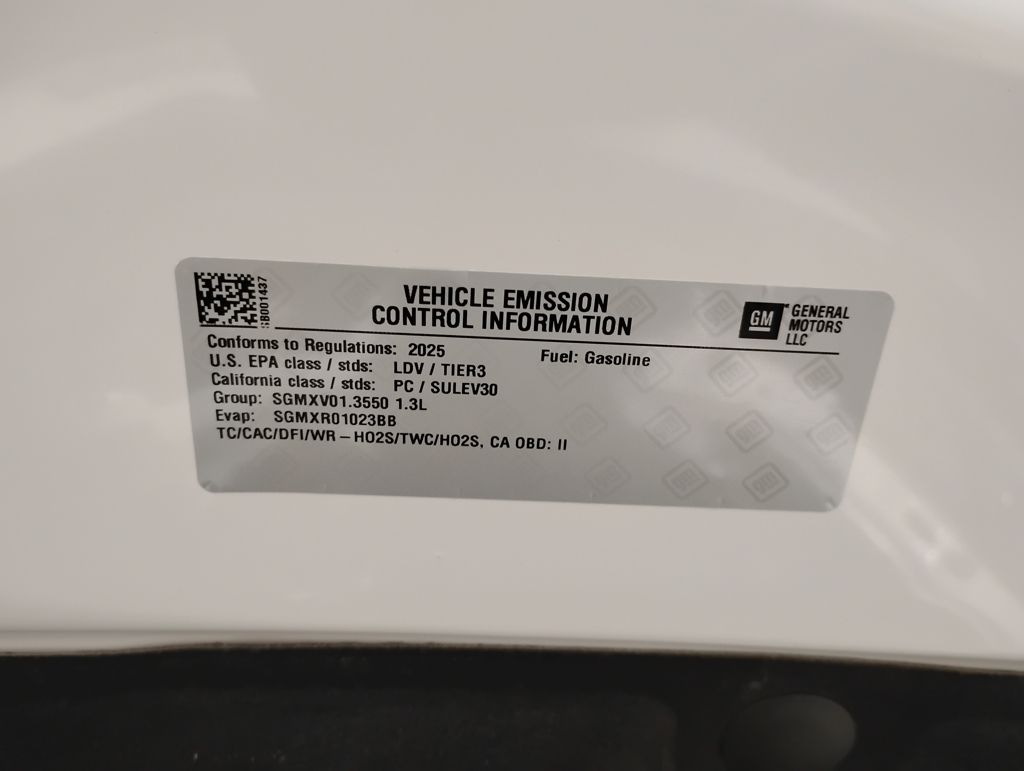 VEHICLE EMISSION
CONTROL INFORMATION
GM GENERAL
MOTORS
LLC
Conforms to Regulations: 2025
Fuel: Gasoline
U.S. EPA class / stds: LDV / TIER3
California class / stds: PC / SULEV30
Group: SGMXV01.3550 1.3L
Evap: SGMXR01023BB
TC/CAC/DFI/WR – HO2S/TWC/HO2S, CA OBD: II